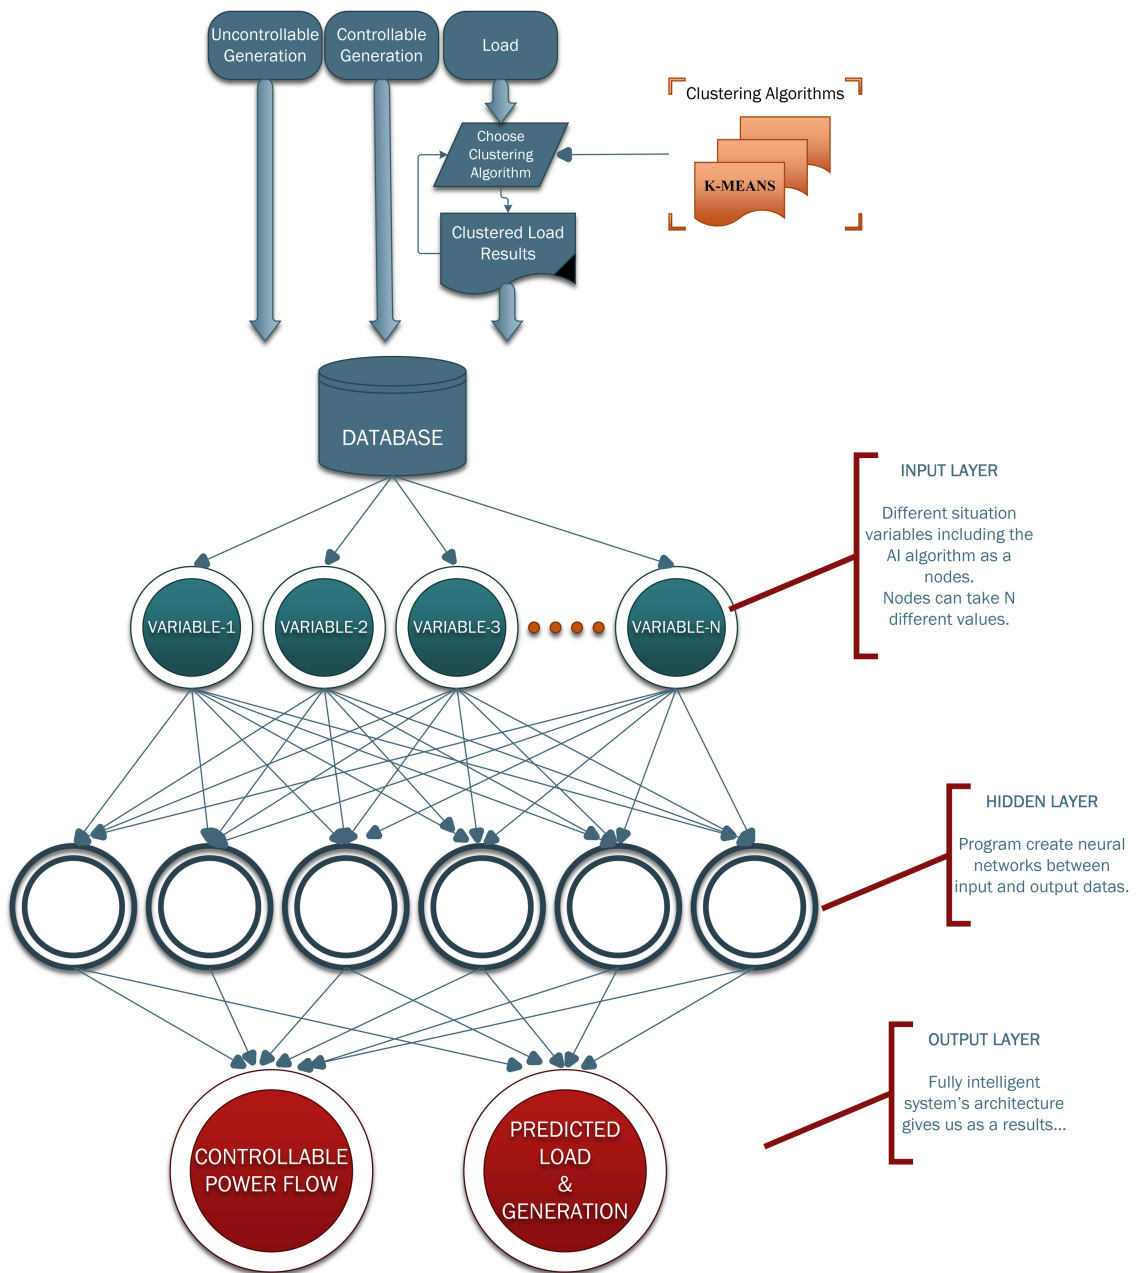 Uncontrollable
Generation
Controllable
Generation
Load
Clustering Algorithms
Choose
Clustering
Algorithm
K-MEANS
Clustered Load
Results
DATABASE
INPUT LAYER
Different situation
variables including the
AI algorithm as a
nodes.
Nodes can take N
different values.
VARIABLE-1
VARIABLE-2
VARIABLE-3
VARIABLE-N
HIDDEN LAYER
Program create neural
networks between
input and output datas.
OUTPUT LAYER
Fully intelligent
system’s architecture
gives us as a results...
CONTROLLABLE
POWER FLOW
PREDICTED
LOAD
&
GENERATION